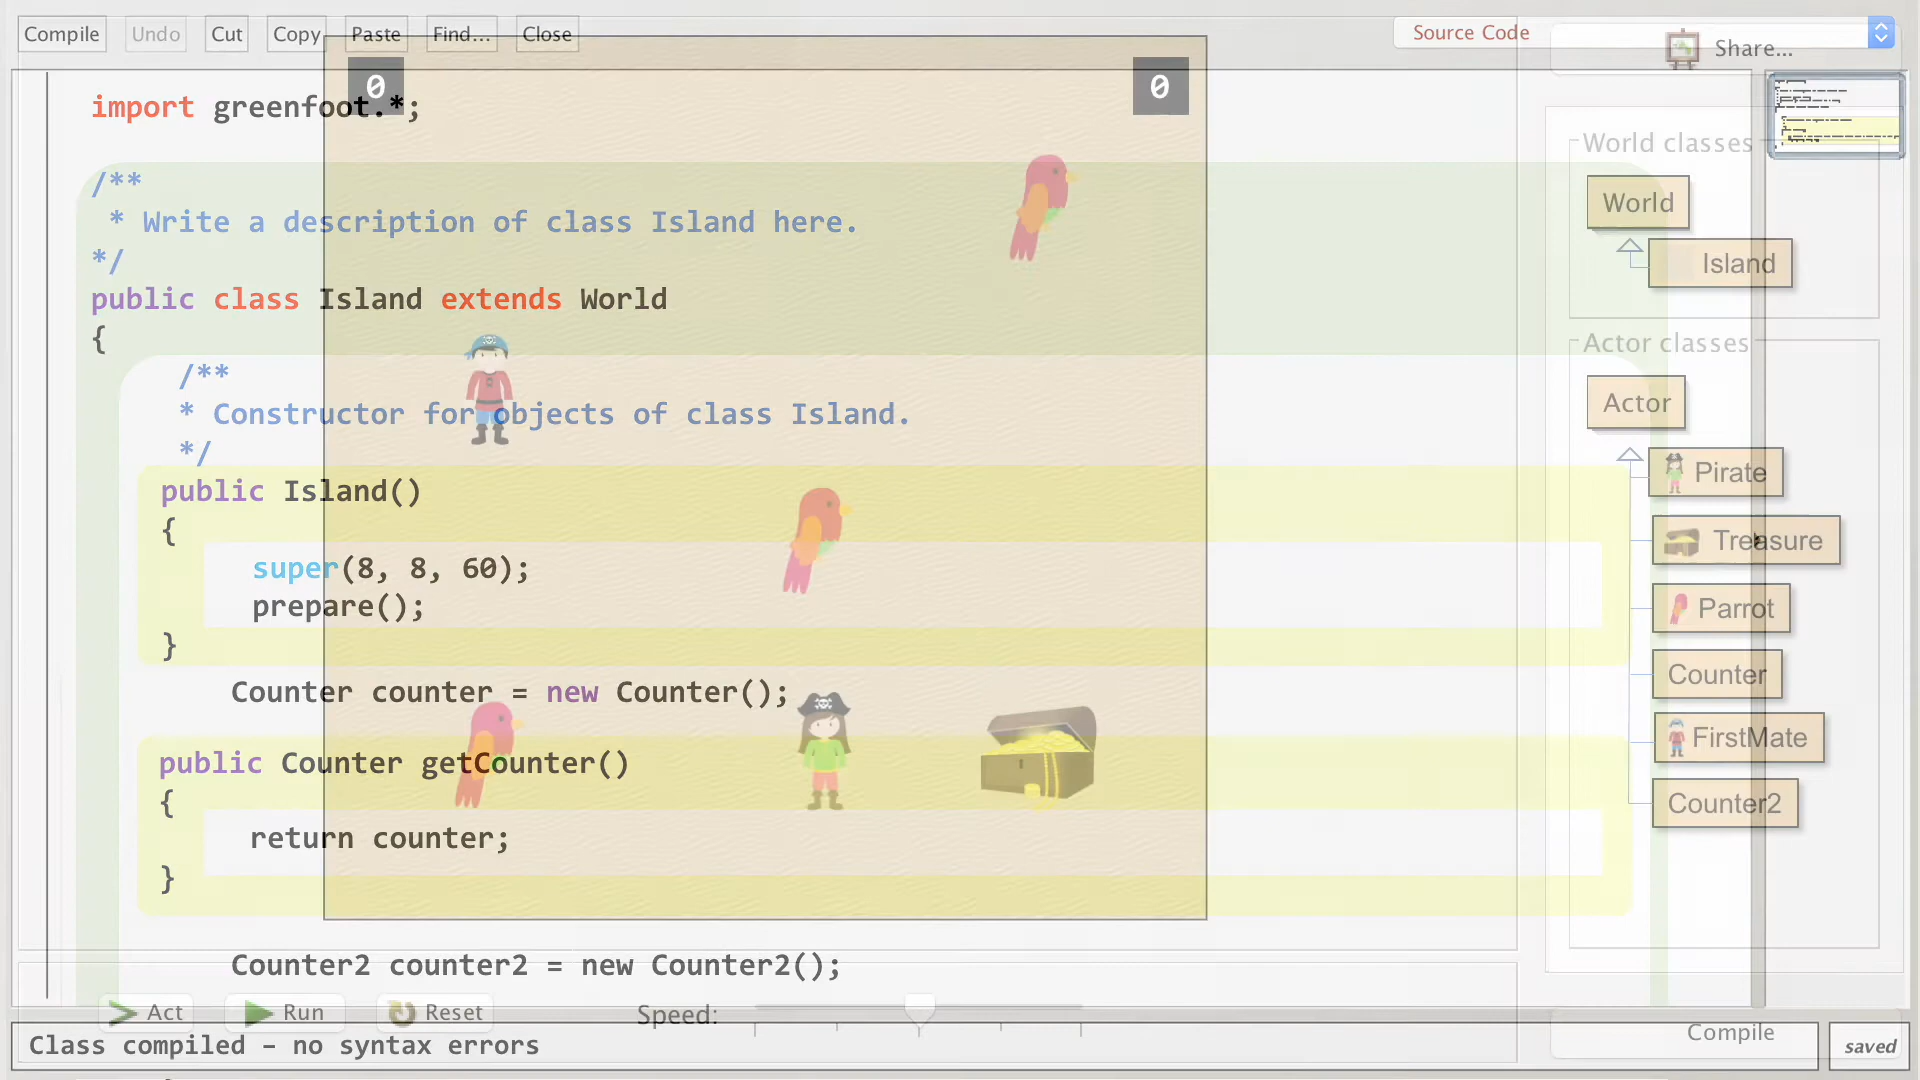 Compile Undo Cut Copy Paste Find... Close Source Code
Share...
0 0
import greenfoot.*;
/**
* Write a description of class Island here.
*/
public class Island extends World
{
/**
* Constructor for objects of class Island.
*/
public Island()
{
super(8, 8, 60);
prepare();
}
Counter counter = new Counter();
public Counter getCounter()
{
return counter;
}
Counter2 counter2 = new Counter2();
World classes
World
Island
Actor classes
Actor
Pirate
Treasure
Parrot
Counter
FirstMate
Counter2
Act Run Reset Speed:
Compile
Class compiled – no syntax errors
saved